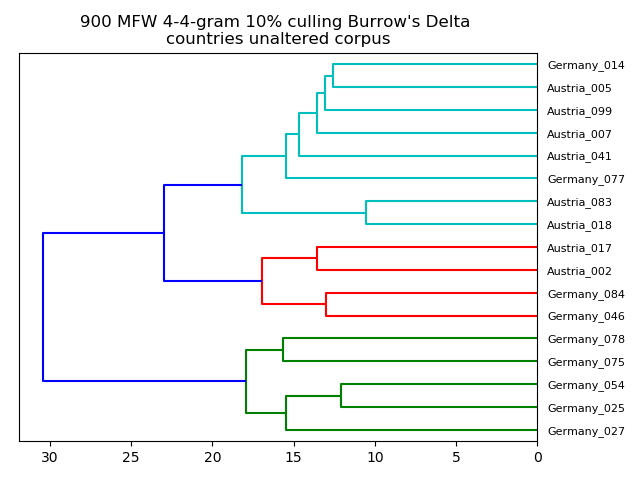 900 MFW 4-4-gram 10% culling Burrow's Delta
countries unaltered corpus
Germany_014
Austria_005
Austria_099
Austria_007
Austria_041
Germany_077
Austria_083
Austria_018
Austria_017
Austria_002
Germany_084
Germany_046
Germany_078
Germany_075
Germany_054
Germany_025
Germany_027
30 25 20 15 10 5 0